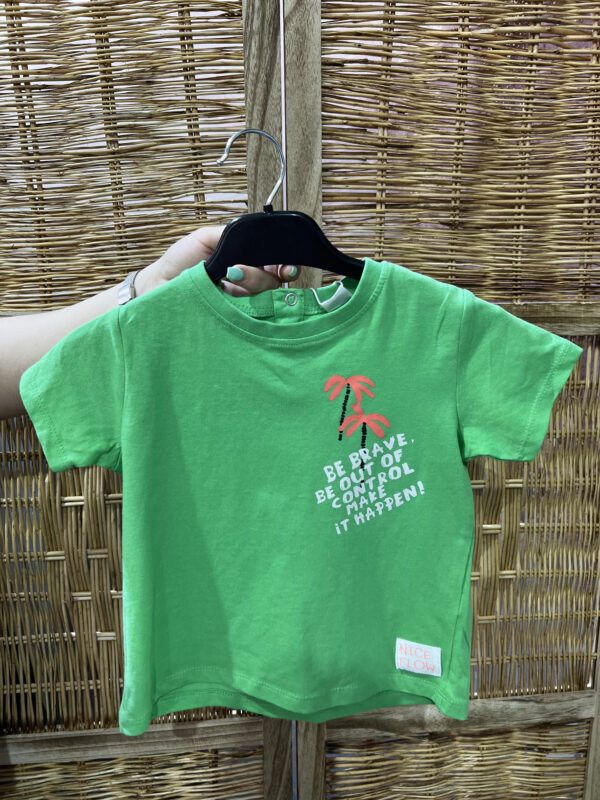 BE BRAVE.
BE OUT OF
CONTROL
MAKE
iT HAPPEN!
NICE
FLOW